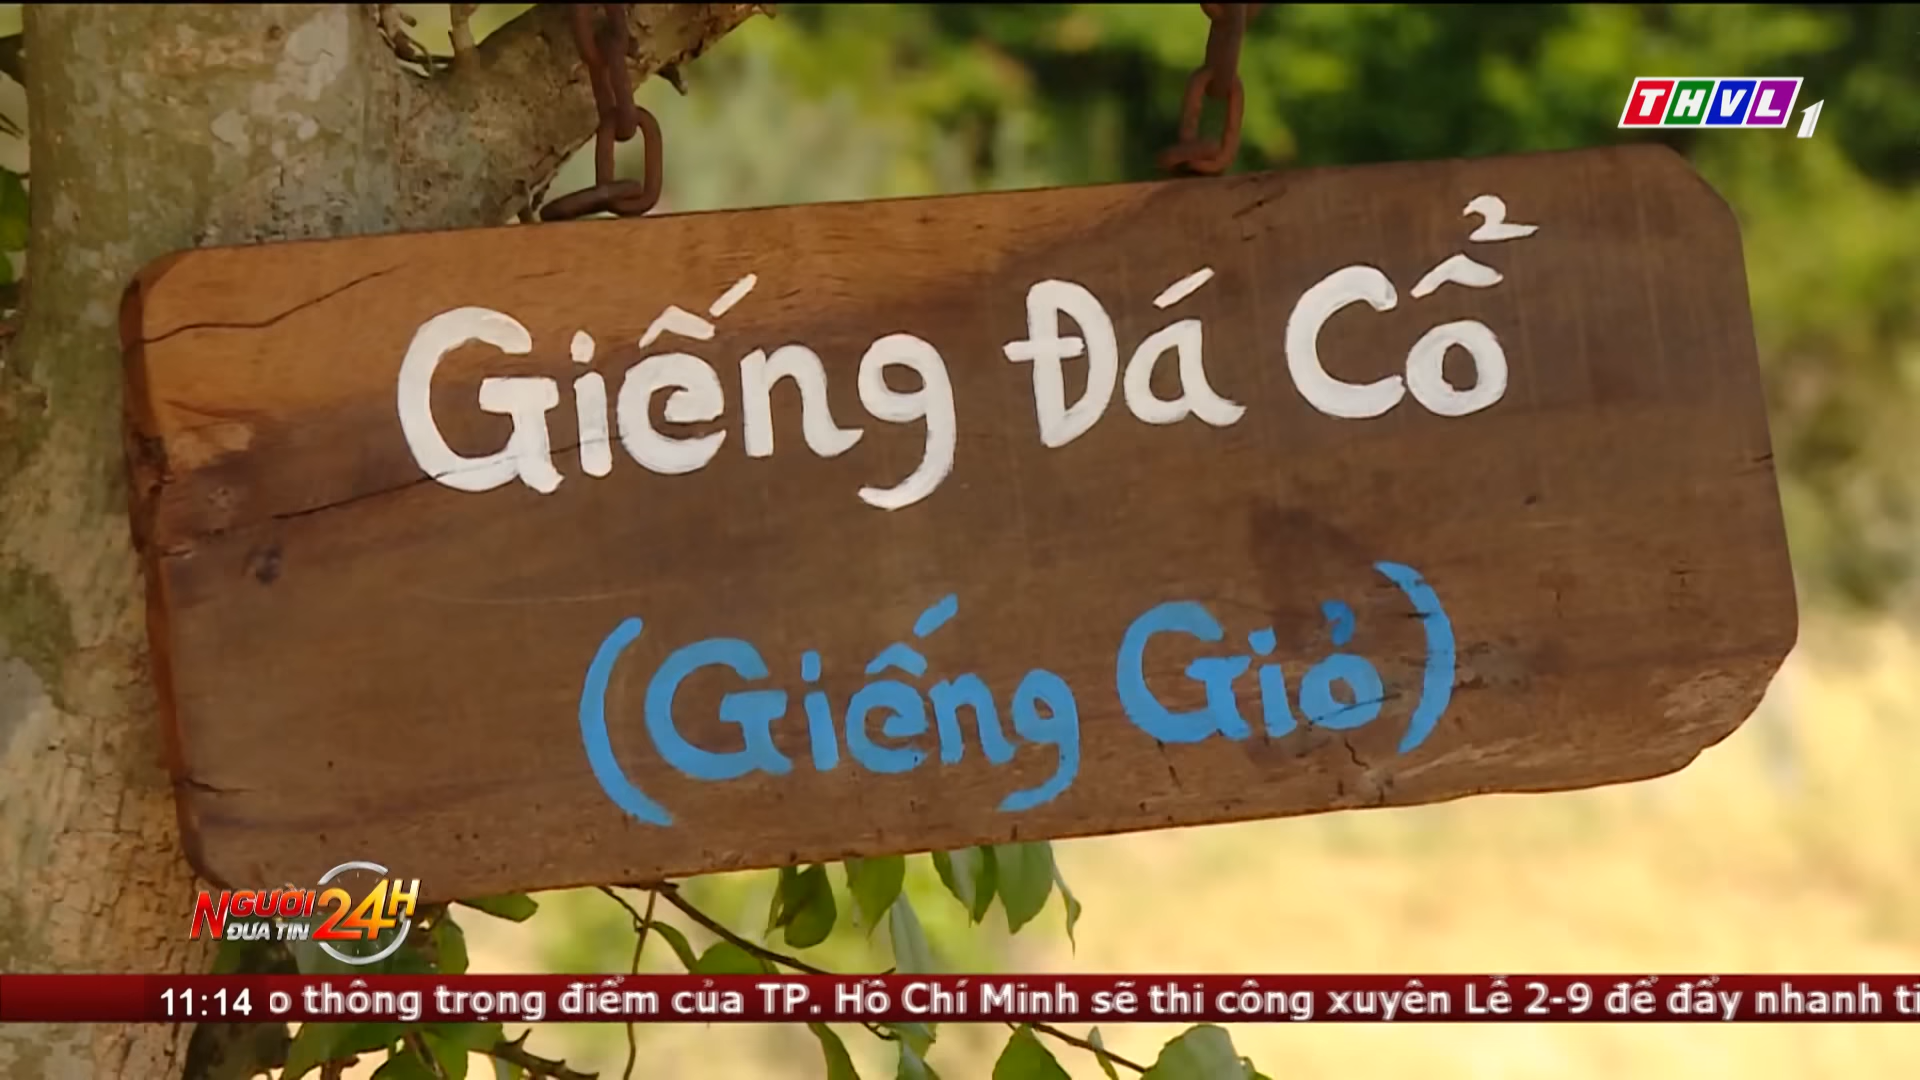 THVL1
Giếng Đá Cổ
(Giếng Giỏ)
NGƯỜI
ĐƯA TIN
24H
11:14 o thông trọng điểm của TP. Hồ Chí Minh sẽ thi công xuyên Lễ 2-9 để đẩy nhanh ti